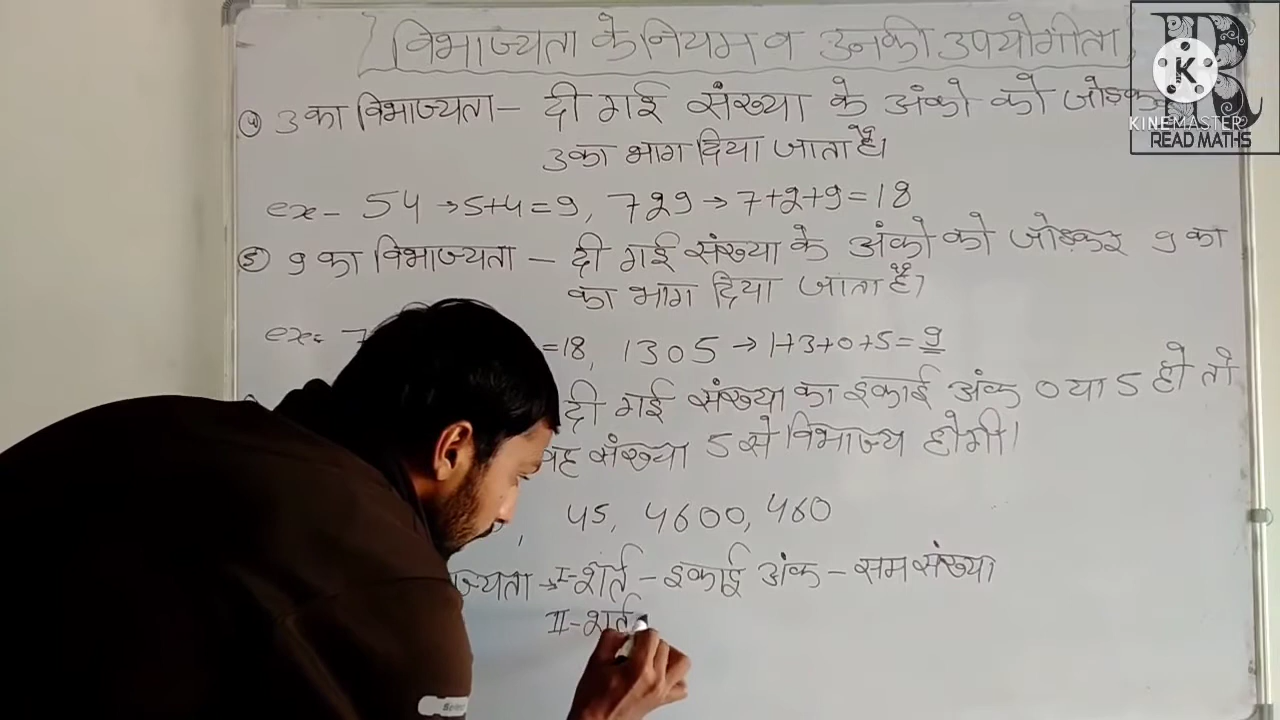 विभाज्यता के नियम व उनकी उपयोगीता
④ 3 का विभाज्यता – दी गई संख्या के अंको को जोड़कर
3 का भाग दिया जाता है।
ex – 54 → 5+4=9, 729 → 7+2+9=18
⑤ 9 का विभाज्यता – दी गई संख्या के अंको को जोड़कर 9 का
का भाग दिया जाता है।
ex: 7 =18, 1305 → 1+3+0+5=9
दी गई संख्या का इकाई अंक 0 या 5 हो तो
वह संख्या 5 से विभाज्य होगी।
, 45, 4600, 460
ज्यता → I-शर्त – इकाई अंक – सम संख्या
II-शर्त
K
KINEMASTER
READ MATHS
Select